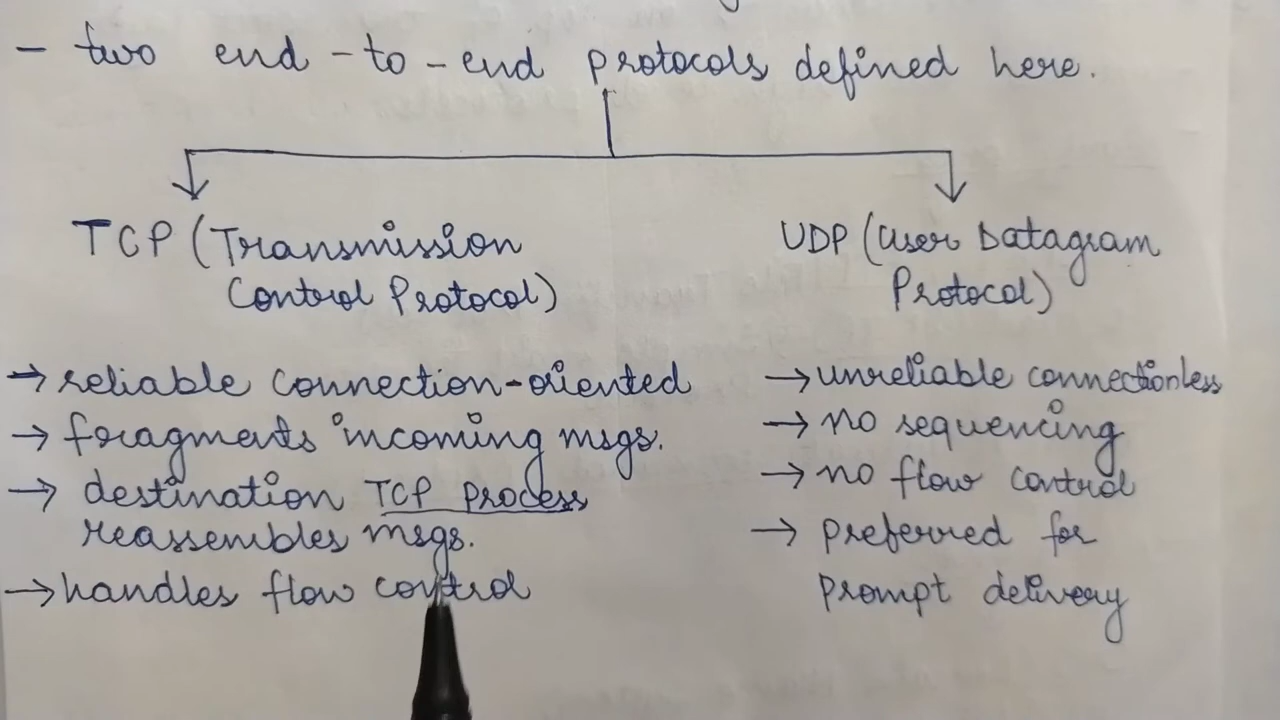 - two end-to-end protocols defined here.
TCP (Transmission
Control Protocol)
→ reliable connection-oriented
→ fragments incoming msgs.
→ destination TCP process
reassembles msgs.
→ handles flow control
UDP (User Datagram
Protocol)
→ unreliable connectionless
→ no sequencing
→ no flow control
→ preferred for
prompt delivery